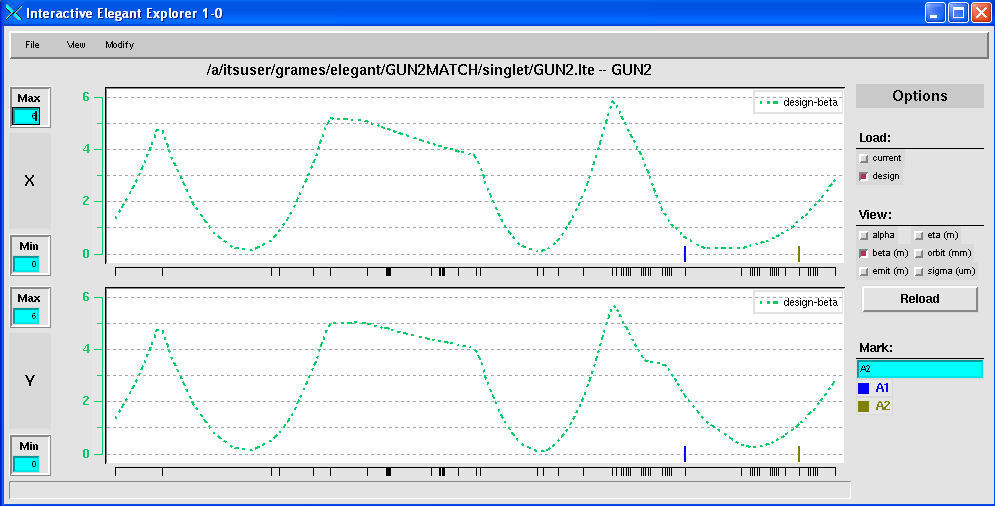 Interactive Elegant Explorer 1-0
File View Modify
/a/itsuser/grames/elegant/GUN2MATCH/singlet/GUN2.lte -- GUN2
Max
6
X
Min
0
6
4
2
0
design-beta
Max
6
Y
Min
0
6
4
2
0
design-beta
Options
Load:
current
design
View:
alpha eta (m)
beta (m) orbit (mm)
emit (m) sigma (um)
Reload
Mark:
A2
A1
A2